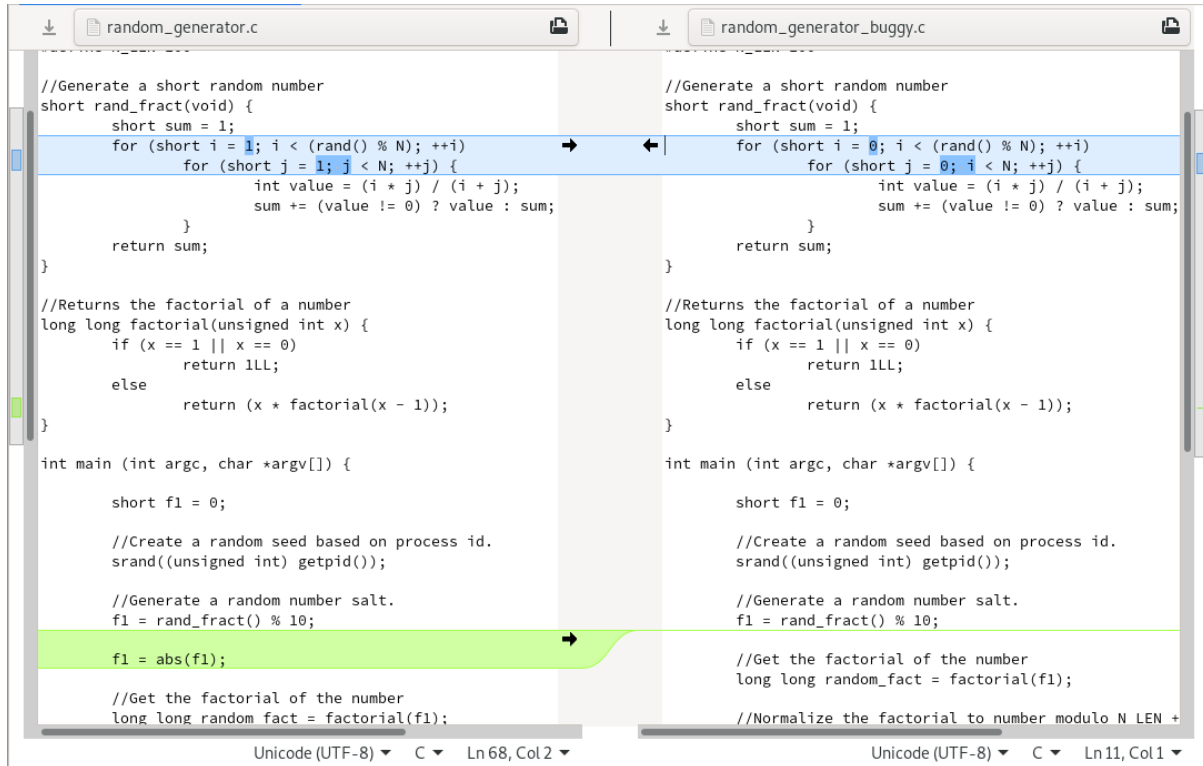 random_generator.c
//Generate a short random number
short rand_fract(void) {
short sum = 1;
for (short i = 1; i < (rand() % N); ++i)
for (short j = 1; j < N; ++j) {
int value = (i * j) / (i + j);
sum += (value != 0) ? value : sum;
}
return sum;
}
//Returns the factorial of a number
long long factorial(unsigned int x) {
if (x == 1 || x == 0)
return 1LL;
else
return (x * factorial(x - 1));
}
int main (int argc, char *argv[]) {
short f1 = 0;
//Create a random seed based on process id.
srand((unsigned int) getpid());
//Generate a random number salt.
f1 = rand_fract() % 10;
f1 = abs(f1);
//Get the factorial of the number
long long random_fact = factorial(f1);
Unicode (UTF-8) C Ln 68, Col 2
random_generator_buggy.c
//Generate a short random number
short rand_fract(void) {
short sum = 1;
for (short i = 0; i < (rand() % N); ++i)
for (short j = 0; i < N; ++j) {
int value = (i * j) / (i + j);
sum += (value != 0) ? value : sum;
}
return sum;
}
//Returns the factorial of a number
long long factorial(unsigned int x) {
if (x == 1 || x == 0)
return 1LL;
else
return (x * factorial(x - 1));
}
int main (int argc, char *argv[]) {
short f1 = 0;
//Create a random seed based on process id.
srand((unsigned int) getpid());
//Generate a random number salt.
f1 = rand_fract() % 10;
//Get the factorial of the number
long long random_fact = factorial(f1);
//Normalize the factorial to number modulo N_LEN +
Unicode (UTF-8) C Ln 11, Col 1